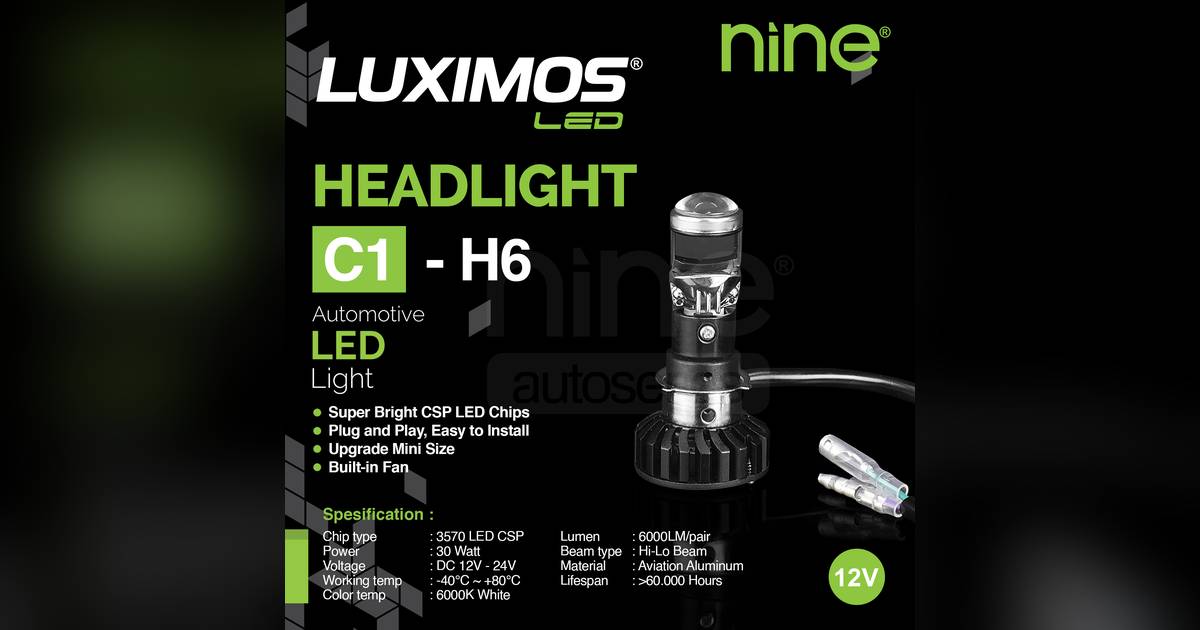 LUXIMOS®
LED
nine®
HEADLIGHT
C1 - H6
Automotive
LED
Light
Super Bright CSP LED Chips
Plug and Play, Easy to Install
Upgrade Mini Size
Built-in Fan
nine®
autose
Spesification :
Chip type : 3570 LED CSP
Power : 30 Watt
Voltage : DC 12V - 24V
Working temp : -40°C ~ +80°C
Color temp : 6000K White
Lumen : 6000LM/pair
Beam type : Hi-Lo Beam
Material : Aviation Aluminum
Lifespan : >60.000 Hours
12V